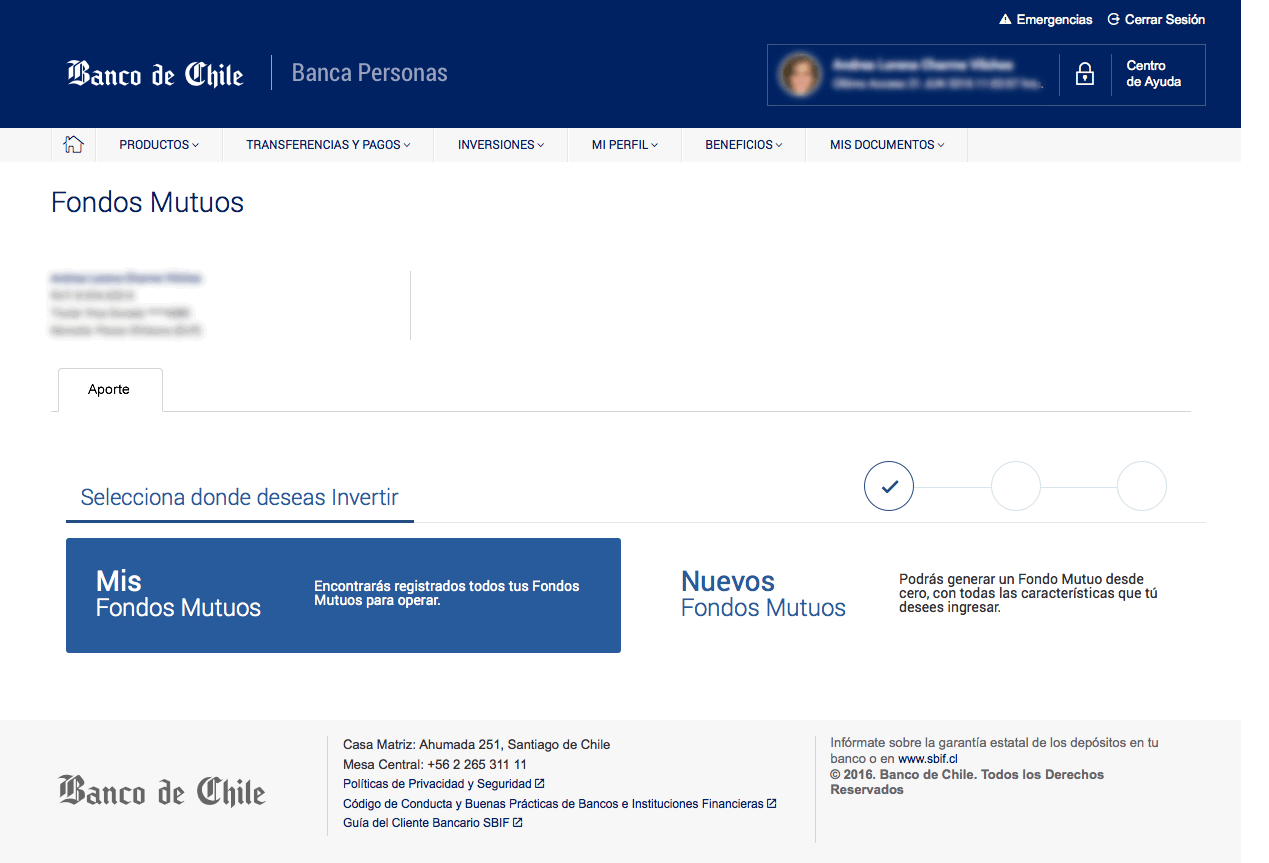 Emergencias Cerrar Sesión
Banco de Chile Banca Personas
Centro
de Ayuda
PRODUCTOS TRANSFERENCIAS Y PAGOS INVERSIONES MI PERFIL BENEFICIOS MIS DOCUMENTOS
Fondos Mutuos
Aporte
Selecciona donde deseas Invertir
Mis
Fondos Mutuos
Encontrarás registrados todos tus Fondos
Mutuos para operar.
Nuevos
Fondos Mutuos
Podrás generar un Fondo Mutuo desde
cero, con todas las características que tú
desees ingresar.
Banco de Chile
Casa Matriz: Ahumada 251, Santiago de Chile
Mesa Central: +56 2 265 311 11
Políticas de Privacidad y Seguridad
Código de Conducta y Buenas Prácticas de Bancos e Instituciones Financieras
Guía del Cliente Bancario SBIF
Infórmate sobre la garantía estatal de los depósitos en tu
banco o en www.sbif.cl
© 2016. Banco de Chile. Todos los Derechos
Reservados